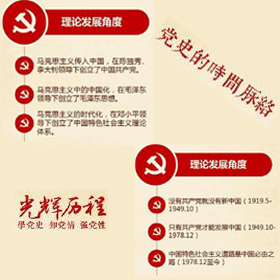 理论发展角度
马克思主义传入中国，在陈独秀、
李大钊领导下创立了中国共产党。
马克思主义中的中国化，在毛泽东
领导下创立了毛泽东思想。
马克思主义的时代化，在邓小平领
导下创立了中国特色社会主义理论
体系。
党史的時間脉絡
光辉历程
學党史 知党情 强党性
理论发展角度
没有共产党就没有新中国（1919.5-
1949.10）
只有共产党才能发展中国（1949.10-
1978.12）
中国特色社会主义道路是中国必由之
路（1978.12至今）